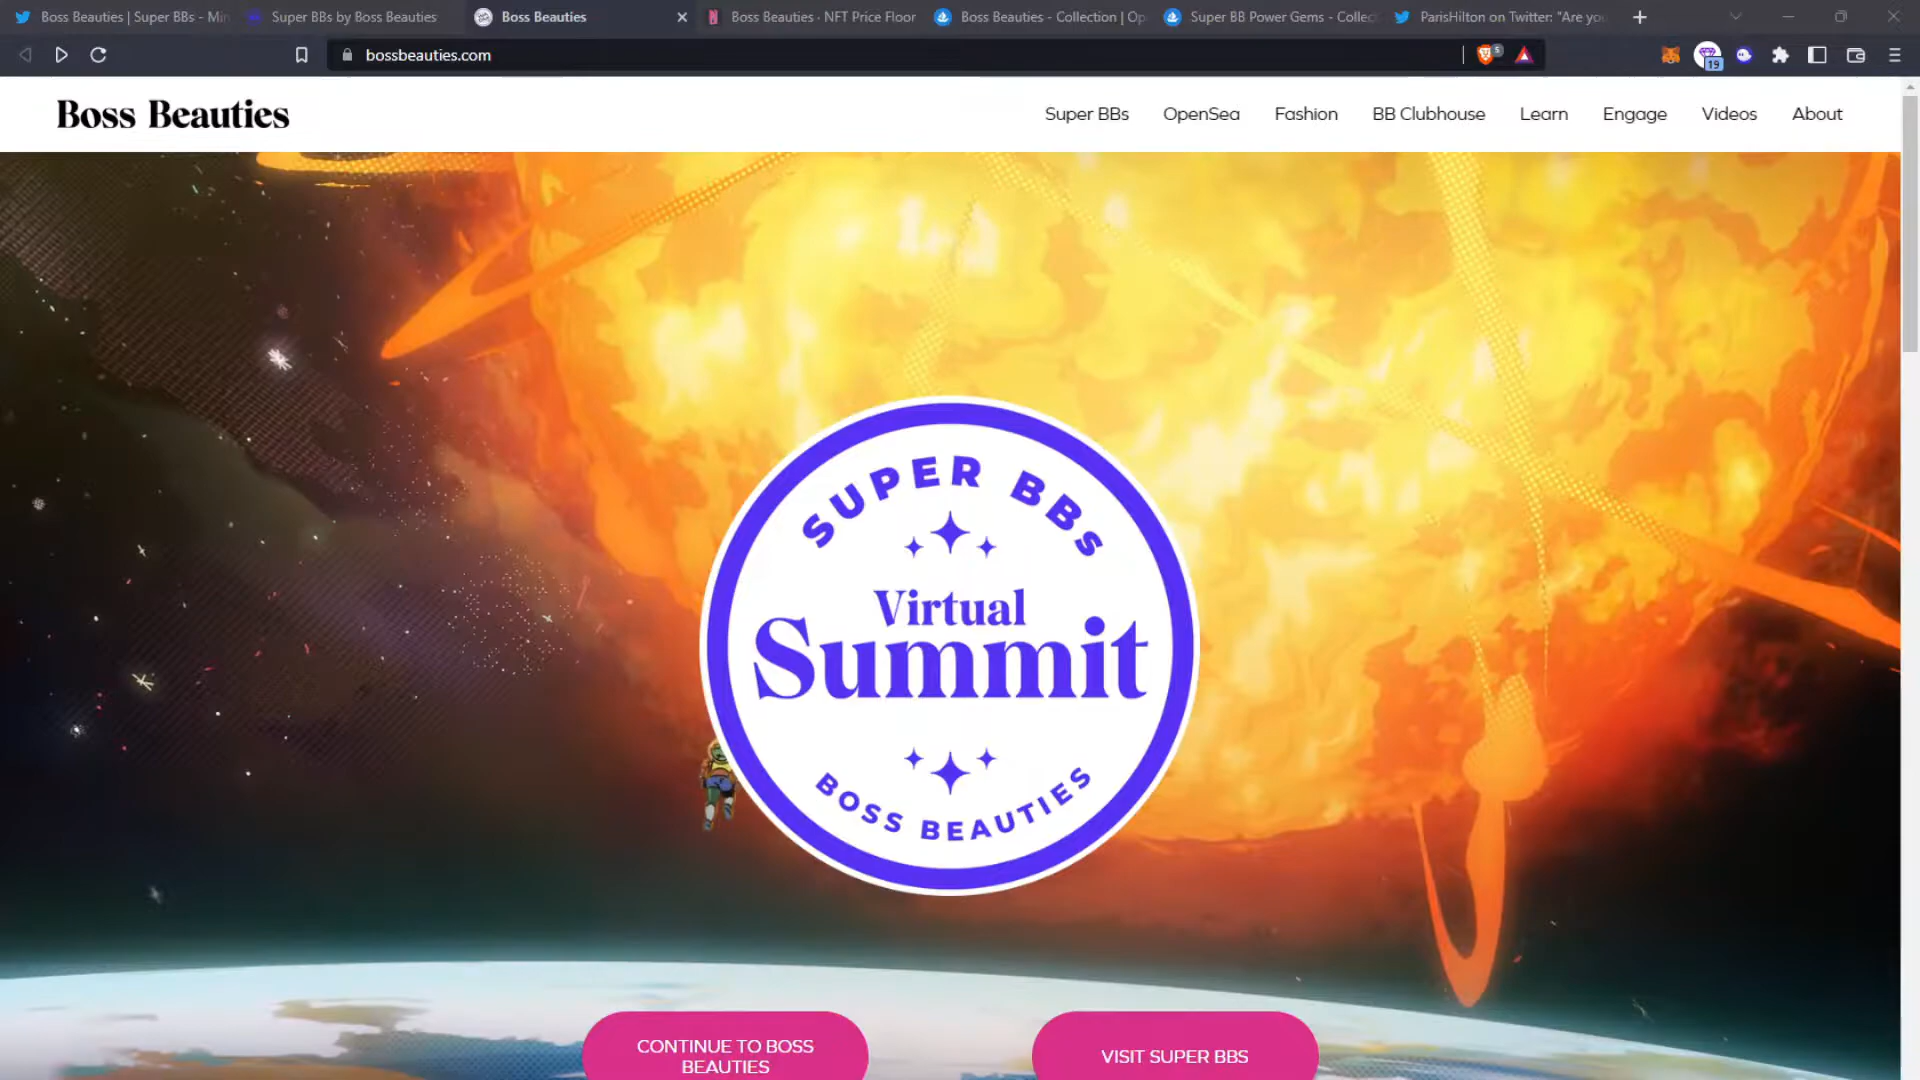 Boss Beauties | Super BBs - Min
Super BBs by Boss Beauties
Boss Beauties
Boss Beauties · NFT Price Floor
Boss Beauties - Collection | Op
Super BB Power Gems - Collec
ParisHilton on Twitter: "Are you
bossbeauties.com
5
19
Boss Beauties
Super BBs
OpenSea
Fashion
BB Clubhouse
Learn
Engage
Videos
About
SUPER BBs
Virtual
Summit
BOSS BEAUTIES
CONTINUE TO BOSS
BEAUTIES
VISIT SUPER BBS